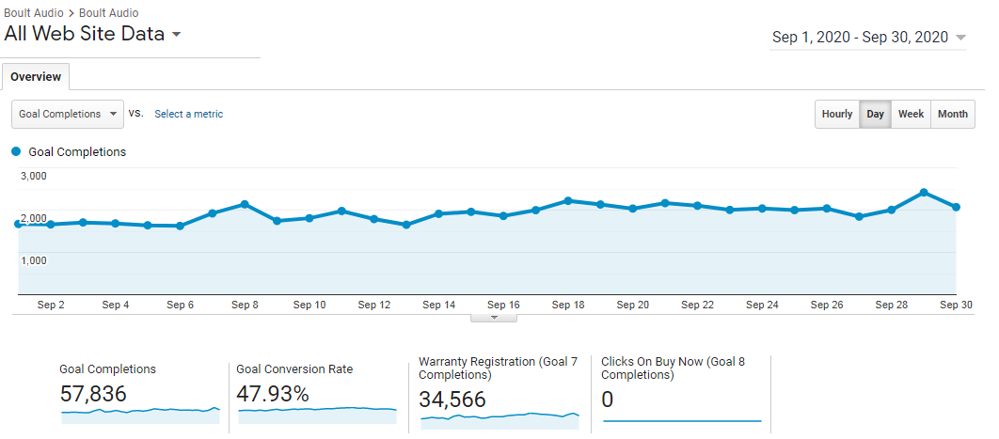 Boult Audio > Boult Audio
All Web Site Data
Sep 1, 2020 - Sep 30, 2020
Overview
Goal Completions vs. Select a metric
Hourly Day Week Month
Goal Completions
3,000
2,000
1,000
Sep 2 Sep 4 Sep 6 Sep 8 Sep 10 Sep 12 Sep 14 Sep 16 Sep 18 Sep 20 Sep 22 Sep 24 Sep 26 Sep 28 Sep 30
Goal Completions
57,836
Goal Conversion Rate
47.93%
Warranty Registration (Goal 7
Completions)
34,566
Clicks On Buy Now (Goal 8
Completions)
0